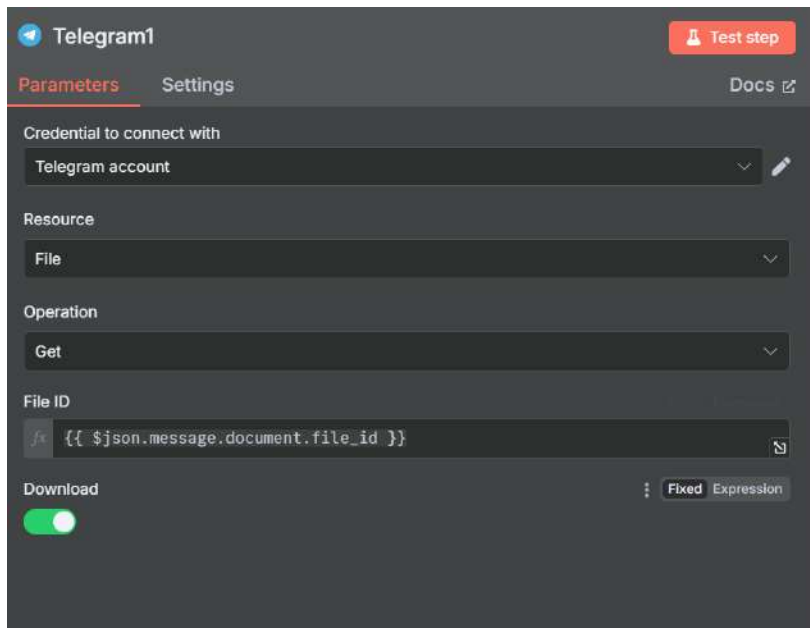 Telegram1
Test step
Parameters Settings Docs
Credential to connect with
Telegram account
Resource
File
Operation
Get
File ID
fx {{ $json.message.document.file_id }}
Download Fixed Expression